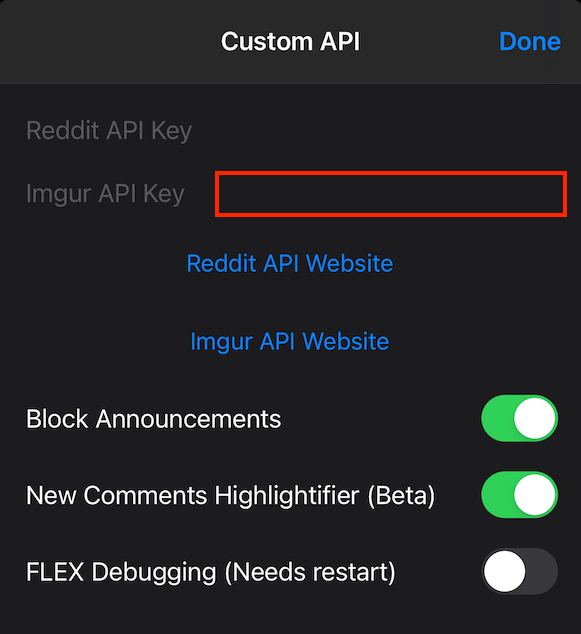 Custom API
Done
Reddit API Key
Imgur API Key
Reddit API Website
Imgur API Website
Block Announcements
New Comments Highlightifier (Beta)
FLEX Debugging (Needs restart)